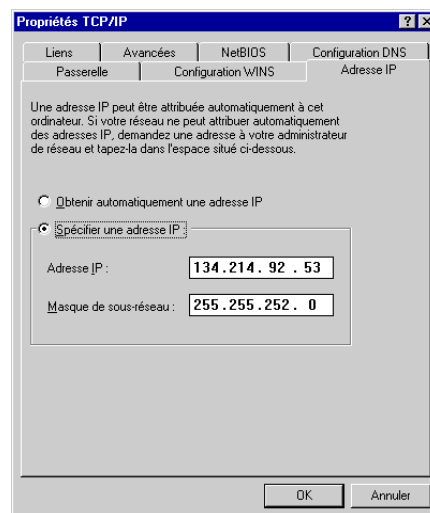 Propriétés TCP/IP
Liens Avancées NetBIOS Configuration DNS
Passerelle Configuration WINS Adresse IP
Une adresse IP peut être attribuée automatiquement à cet
ordinateur. Si votre réseau ne peut attribuer automatiquement
des adresses IP, demandez une adresse à votre administrateur
de réseau et tapez-la dans l'espace situé ci-dessous.
Obtenir automatiquement une adresse IP
Spécifier une adresse IP :
Adresse IP : 134.214.92.53
Masque de sous-réseau : 255.255.252.0
OK Annuler